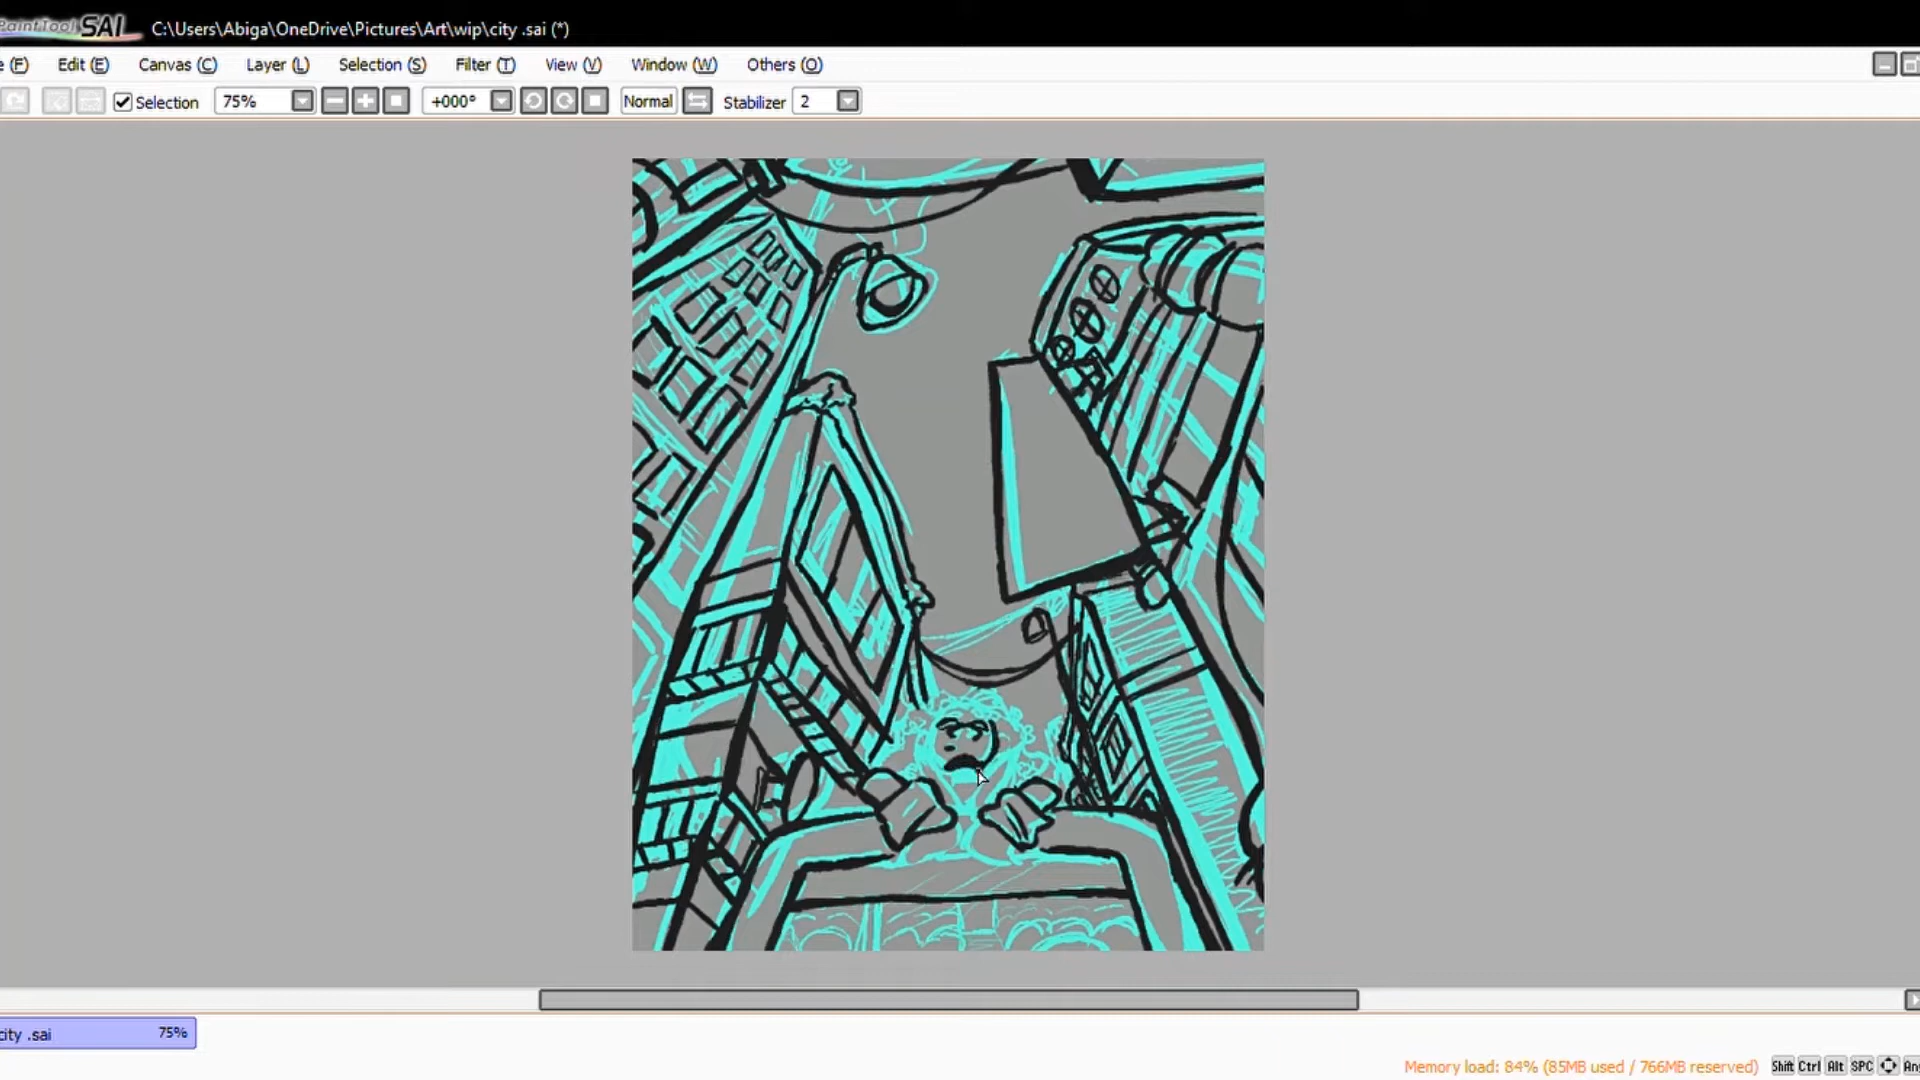 PaintTool SAI C:\Users\Abiga\OneDrive\Pictures\Art\wip\city .sai (*)
e (F) Edit (E) Canvas (C) Layer (L) Selection (S) Filter (T) View (V) Window (W) Others (O)
Selection 75% +000° Normal Stabilizer 2
city .sai 75%
Memory load: 84% (85MB used / 766MB reserved) Shift Ctrl Alt SPC An